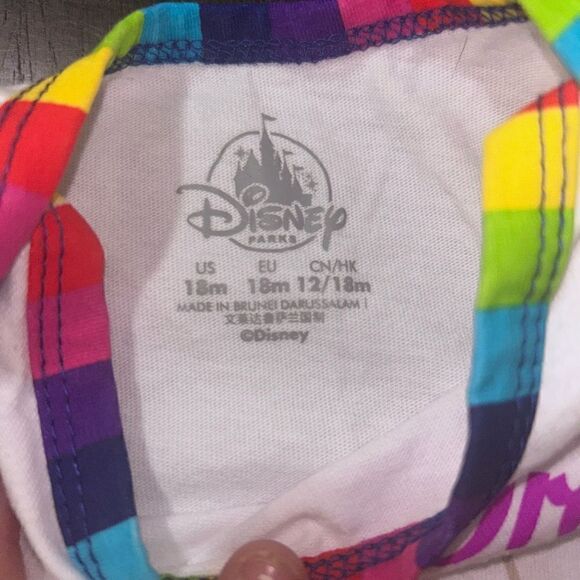 Disney
PARKS
US EU CN/HK
18m 18m 12/18m
MADE IN BRUNEI DARUSSALAM
文莱达鲁萨兰国制
©Disney